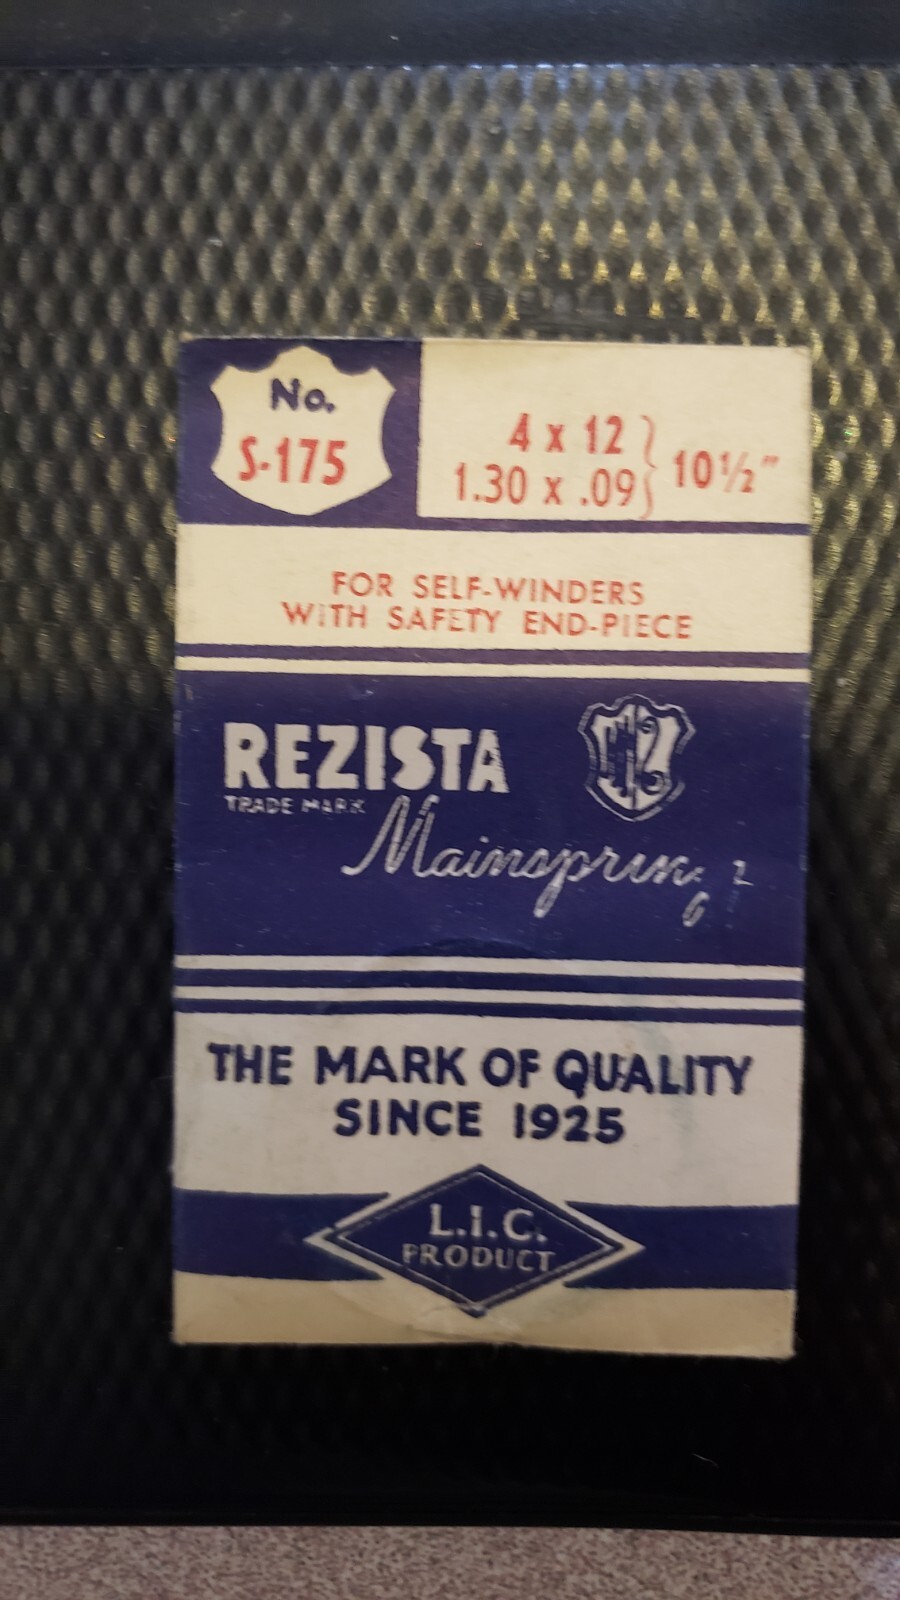 No.
S-175
4 x 12
1.30 x .09 } 10½"
FOR SELF-WINDERS
WITH SAFETY END-PIECE
REZISTA
TRADE MARK
Mainspring
THE MARK OF QUALITY
SINCE 1925
L.I.C.
PRODUCT